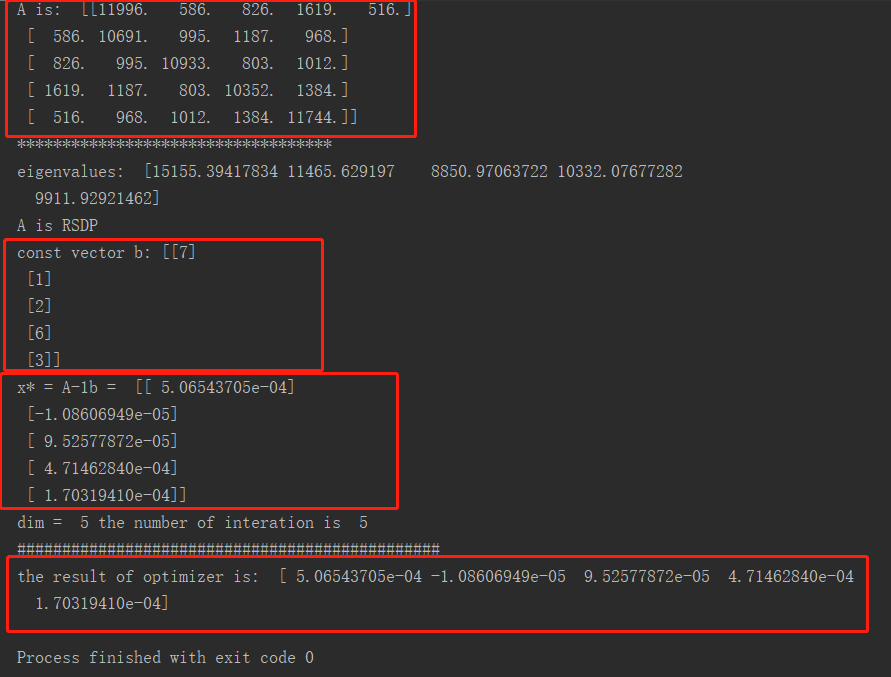 A is:  [[11996.   586.   826.  1619.   516.]
 [  586. 10691.   995.  1187.   968.]
 [  826.   995. 10933.   803.  1012.]
 [ 1619.  1187.   803. 10352.  1384.]
 [  516.   968.  1012.  1384. 11744.]]
***********************************
eigenvalues:  [15155.39417834 11465.629197    8850.97063722 10332.07677282
  9911.92921462]
A is RSDP
const vector b: [[7]
 [1]
 [2]
 [6]
 [3]]
x* = A-1b =  [[ 5.06543705e-04]
 [-1.08606949e-05]
 [ 9.52577872e-05]
 [ 4.71462840e-04]
 [ 1.70319410e-04]]
dim =  5 the number of interation is  5
###############################################
the result of optimizer is:  [ 5.06543705e-04 -1.08606949e-05  9.52577872e-05  4.71462840e-04
  1.70319410e-04]
Process finished with exit code 0